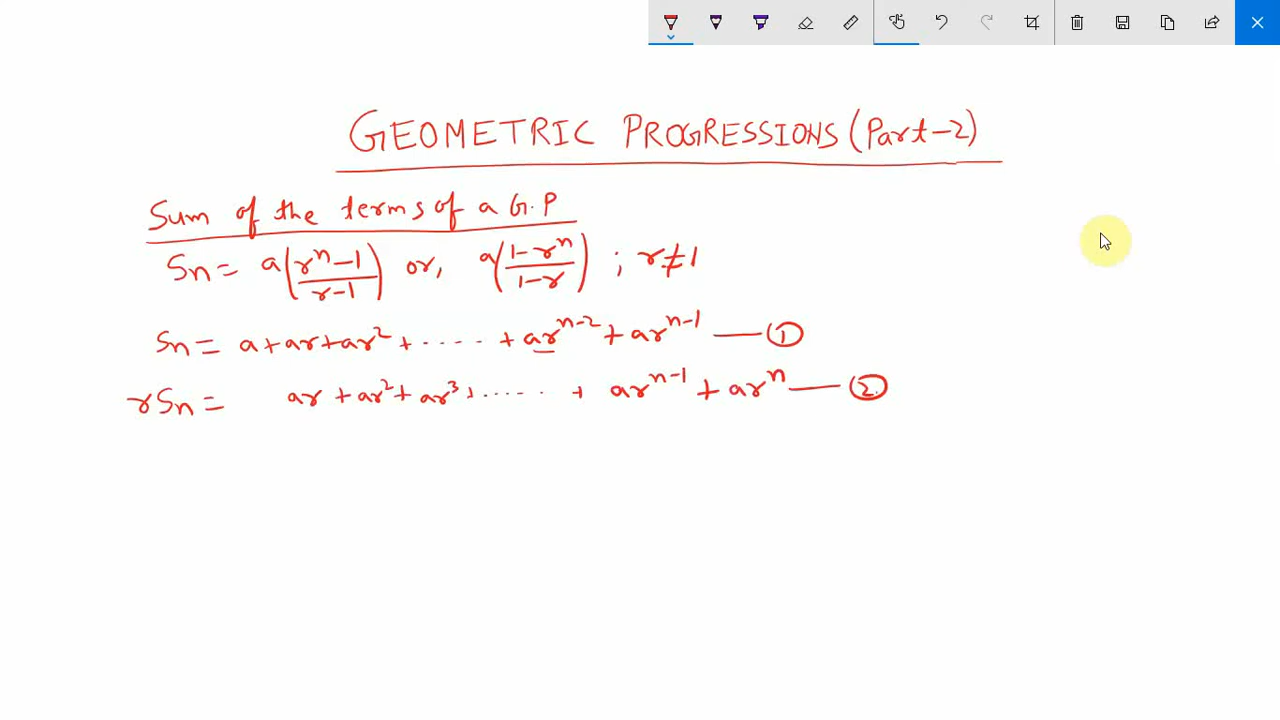 GEOMETRIC PROGRESSIONS (Part-2)
Sum of the terms of a G.P
Sn = a(rⁿ-1 / r-1) or, a(1-rⁿ / 1-r) ; r≠1
Sn = a+ar+ar²+.....+arⁿ⁻²+arⁿ⁻¹ —①
rSn = ar+ar²+ar³+.....+ arⁿ⁻¹+arⁿ —②